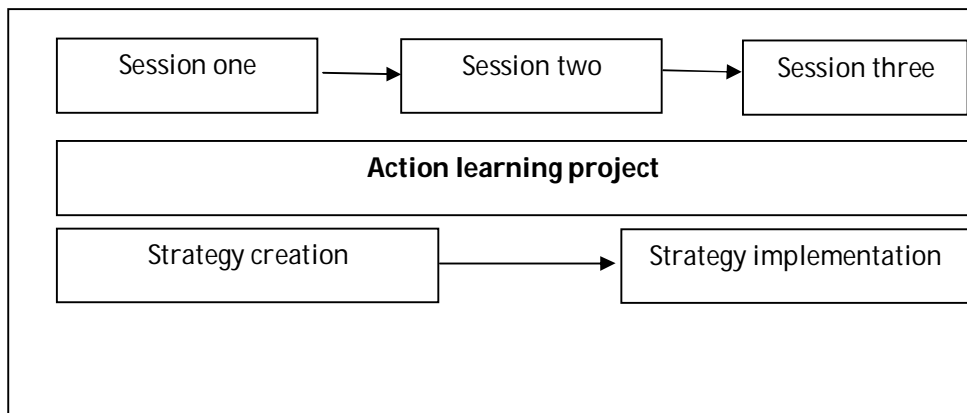 Session one
Session two
Session three
Action learning project
Strategy creation
Strategy implementation